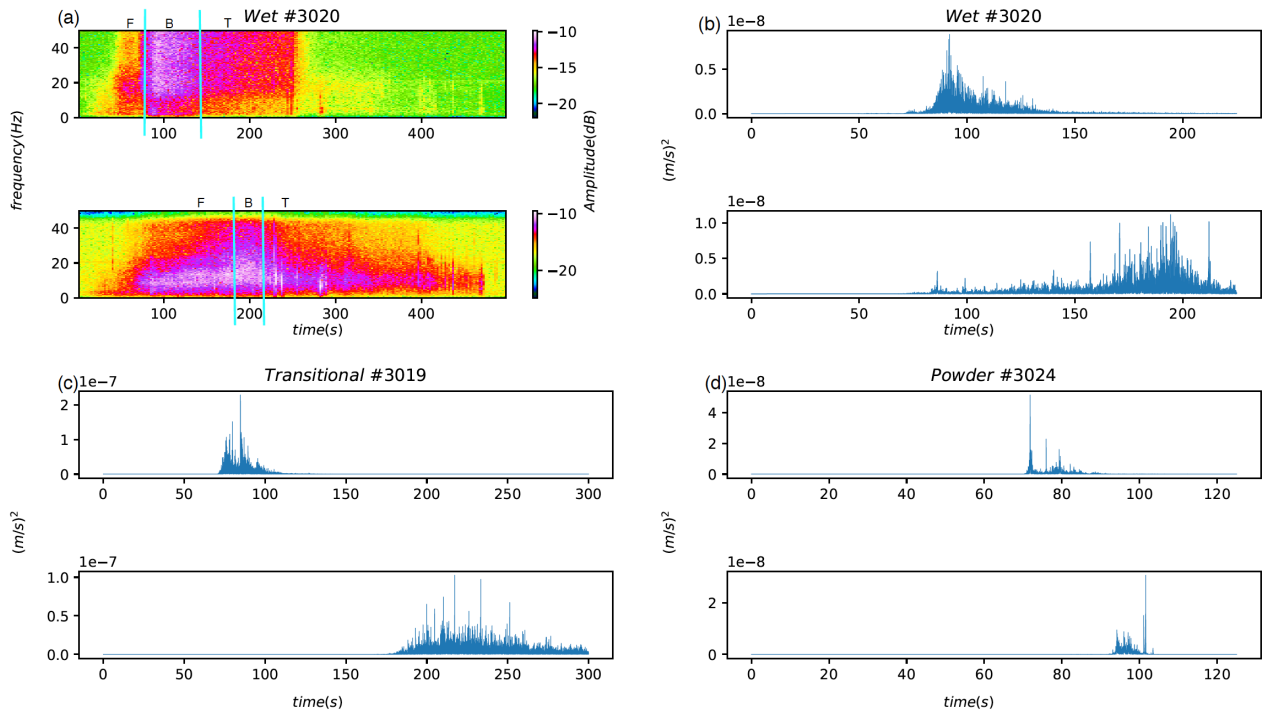 (a) F B T Wet #3020
40
20
0
100 200 300 400
−10
−15
−20
frequency(Hz)
Amplitude(dB)
F B T
40
20
0
100 200 300 400
time(s)
−10
−20
(b) 1e−8 Wet #3020
0.5
0.0
0 50 100 150 200
(m/s)²
1e−8
1.0
0.5
0.0
0 50 100 150 200
time(s)
(c) 1e−7 Transitional #3019
2
1
0
0 50 100 150 200 250 300
(m/s)²
1e−7
1.0
0.5
0.0
0 50 100 150 200 250 300
time(s)
(d) 1e−8 Powder #3024
4
2
0
0 20 40 60 80 100 120
(m/s)²
1e−8
2
0
0 20 40 60 80 100 120
time(s)